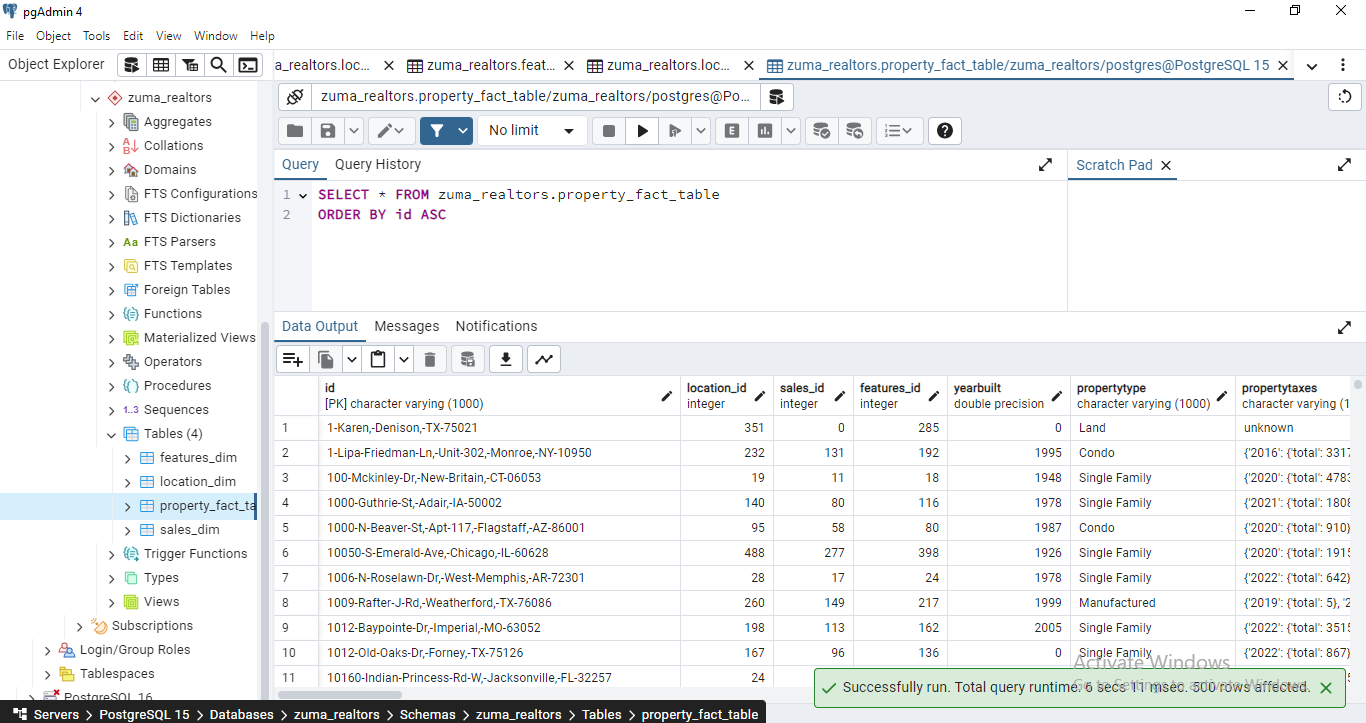 pgAdmin 4
File Object Tools Edit View Window Help
Object Explorer
a_realtors.loc...
zuma_realtors.feat...
zuma_realtors.loc...
zuma_realtors.property_fact_table/zuma_realtors/postgres@PostgreSQL 15
zuma_realtors.property_fact_table/zuma_realtors/postgres@Po...
No limit
E
Query Query History
Scratch Pad
1 SELECT * FROM zuma_realtors.property_fact_table
2 ORDER BY id ASC
zuma_realtors
Aggregates
Collations
Domains
FTS Configurations
FTS Dictionaries
Aa FTS Parsers
FTS Templates
Foreign Tables
Functions
Materialized Views
Operators
Procedures
1..3 Sequences
Tables (4)
features_dim
location_dim
property_fact_ta
sales_dim
Trigger Functions
Types
Views
Subscriptions
Login/Group Roles
Tablespaces
PostgreSQL 16
Data Output Messages Notifications
id location_id sales_id features_id yearbuilt propertytype propertytaxes
[PK] character varying (1000) integer integer integer double precision character varying (1000) character varying (1
1 1-Karen,-Denison,-TX-75021 351 0 285 0 Land unknown
2 1-Lipa-Friedman-Ln,-Unit-302,-Monroe,-NY-10950 232 131 192 1995 Condo {'2016': {'total': 3317
3 100-Mckinley-Dr,-New-Britain,-CT-06053 19 11 18 1948 Single Family {'2020': {'total': 4783
4 1000-Guthrie-St,-Adair,-IA-50002 140 80 116 1978 Single Family {'2021': {'total': 1808
5 1000-N-Beaver-St,-Apt-117,-Flagstaff,-AZ-86001 95 58 80 1987 Condo {'2020': {'total': 910}
6 10050-S-Emerald-Ave,-Chicago,-IL-60628 488 277 398 1926 Single Family {'2020': {'total': 1915
7 1006-N-Roselawn-Dr,-West-Memphis,-AR-72301 28 17 24 1978 Single Family {'2022': {'total': 642}
8 1009-Rafter-J-Rd,-Weatherford,-TX-76086 260 149 217 1999 Manufactured {'2019': {'total': 5}, '2
9 1012-Baypointe-Dr,-Imperial,-MO-63052 198 113 162 2005 Single Family {'2022': {'total': 3515
10 1012-Old-Oaks-Dr,-Forney,-TX-75126 167 96 136 0 Single Family {'2022': {'total': 867}
11 10160-Indian-Princess-Rd-W,-Jacksonville,-FL-32257 24
Activate Windows
Go to Settings to activate Windows.
Successfully run. Total query runtime: 6 secs 11 msec. 500 rows affected.
Servers > PostgreSQL 15 > Databases > zuma_realtors > Schemas > zuma_realtors > Tables > property_fact_table